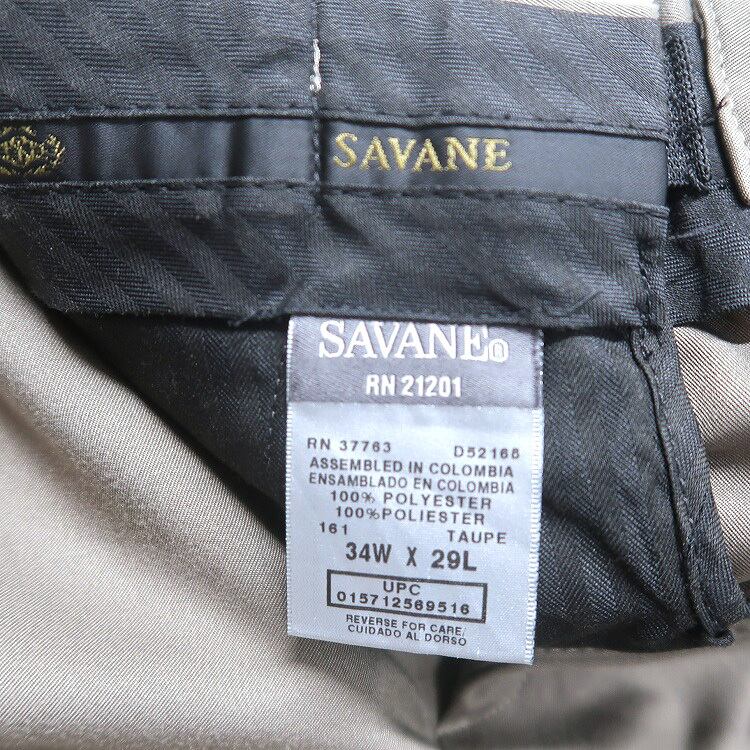 SAVANE
SAVANE®
RN 21201
RN 37763 D52168
ASSEMBLED IN COLOMBIA
ENSAMBLADO EN COLOMBIA
100% POLYESTER
100%POLIESTER
161 TAUPE
34W X 29L
UPC
015712569516
REVERSE FOR CARE/
CUIDADO AL DORSO